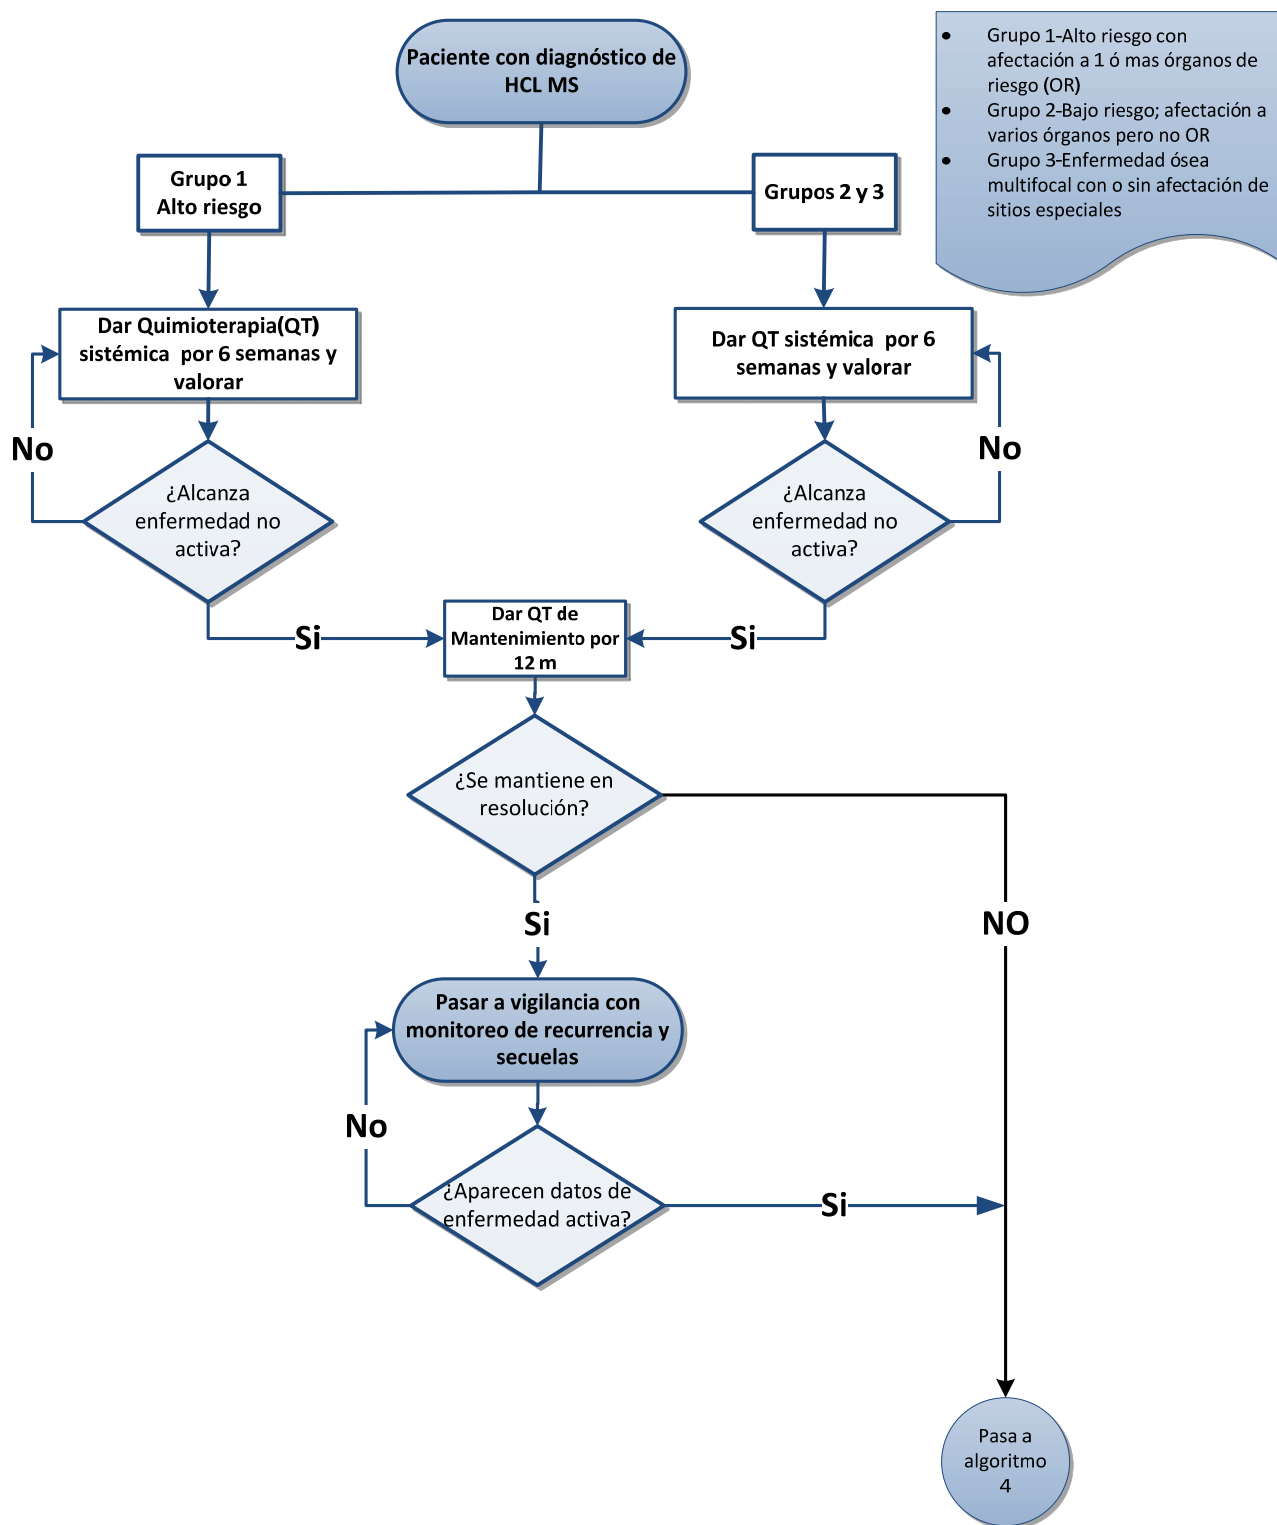 Paciente con diagnóstico de
HCL MS
• Grupo 1-Alto riesgo con
afectación a 1 ó mas órganos de
riesgo (OR)
• Grupo 2-Bajo riesgo; afectación a
varios órganos pero no OR
• Grupo 3-Enfermedad ósea
multifocal con o sin afectación de
sitios especiales
Grupo 1
Alto riesgo
Grupos 2 y 3
Dar Quimioterapia(QT)
sistémica por 6 semanas y
valorar
Dar QT sistémica por 6
semanas y valorar
No
No
¿Alcanza
enfermedad no
activa?
¿Alcanza
enfermedad no
activa?
Si
Dar QT de
Mantenimiento por
12 m
Si
¿Se mantiene en
resolución?
Si
NO
Pasar a vigilancia con
monitoreo de recurrencia y
secuelas
No
¿Aparecen datos de
enfermedad activa?
Si
Pasa a
algoritmo
4